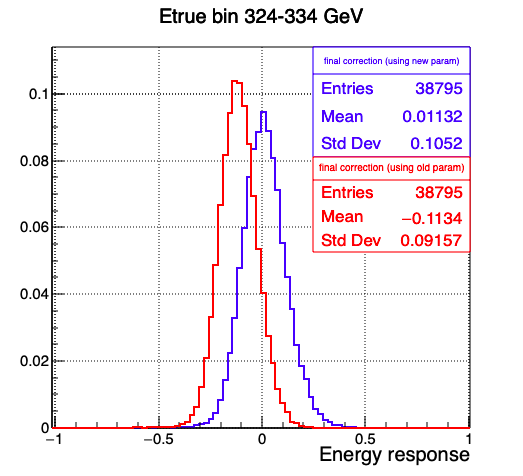 Etrue bin 324-334 GeV
final correction (using new param)
Entries 38795
Mean 0.01132
Std Dev 0.1052
final correction (using old param)
Entries 38795
Mean −0.1134
Std Dev 0.09157
0.1
0.08
0.06
0.04
0.02
0
−1 −0.5 0 0.5 1
Energy response